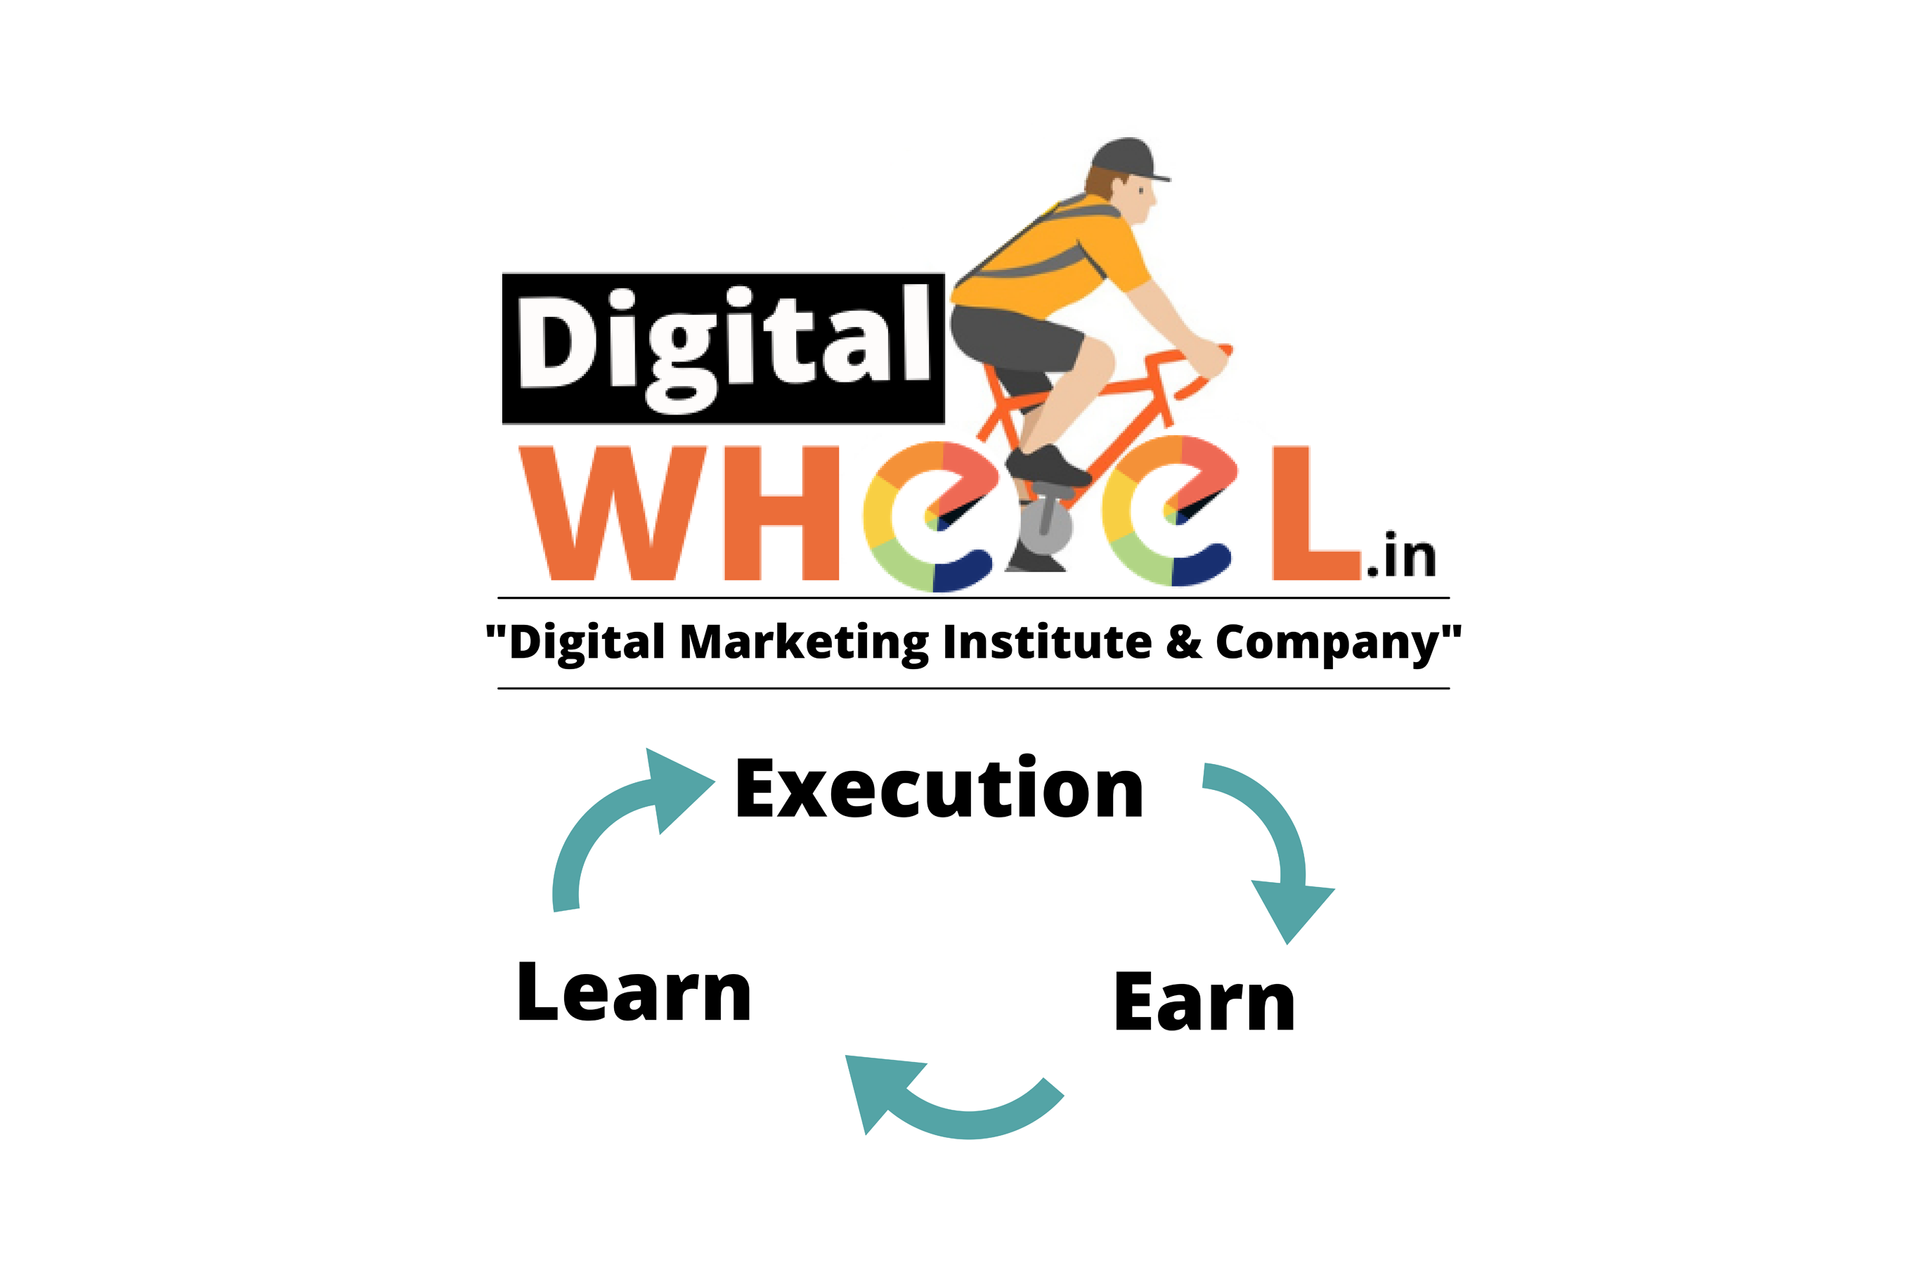 Digital
WHeeL.in
"Digital Marketing Institute & Company"
Execution
Learn
Earn